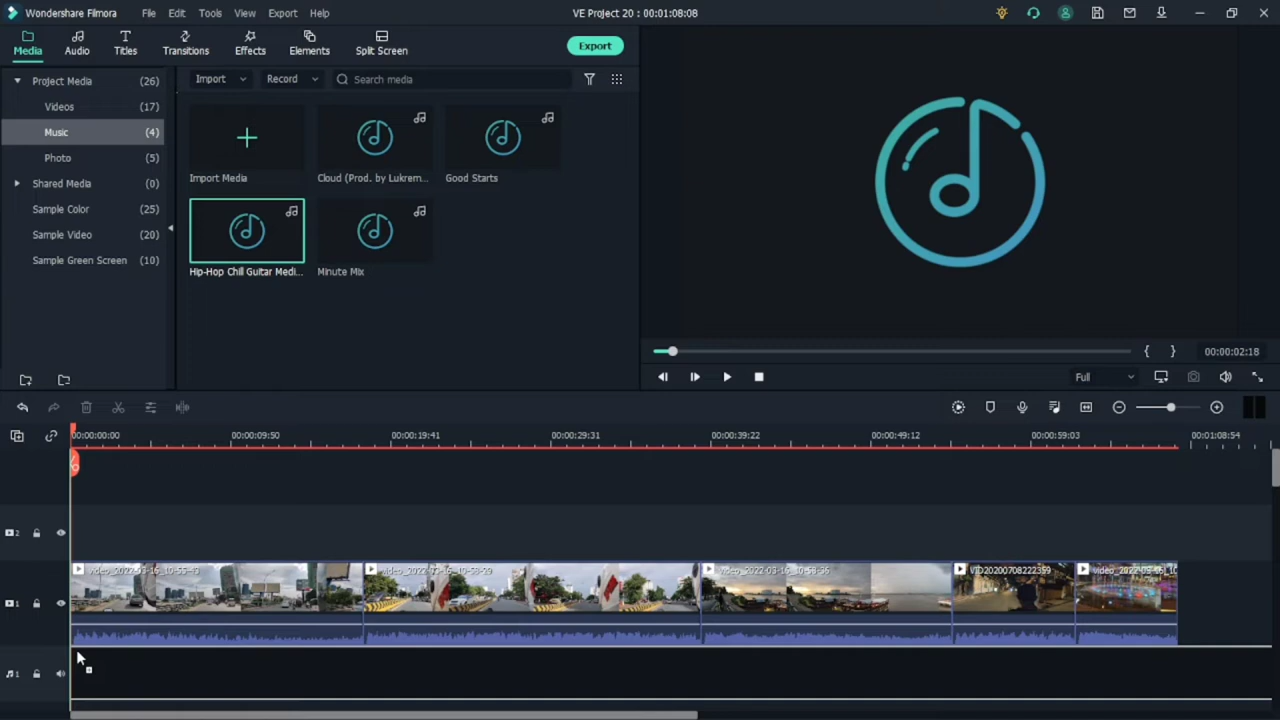 Wondershare Filmora File Edit Tools View Export Help VE Project 20 : 00:01:08:08
Media Audio Titles Transitions Effects Elements Split Screen Export
Project Media (26) Import Record Search media
Videos (17)
Music (4)
Photo (5)
Shared Media (0)
Sample Color (25)
Sample Video (20)
Sample Green Screen (10)
Import Media Cloud (Prod. by Lukrem... Good Starts
Hip-Hop Chill Guitar Medi... Minute Mix
{ } 00:00:02:18
Full
00:00:00:00 00:00:09:50 00:00:19:41 00:00:29:31 00:00:39:22 00:00:49:12 00:00:59:03 00:01:08:54
2
video_2022-03-16_10-55-43 video_2022-03-16_10-58-29 video_2022-03-16_10-58-36 VID20200708222359 video_2022-03-16_10
1
1